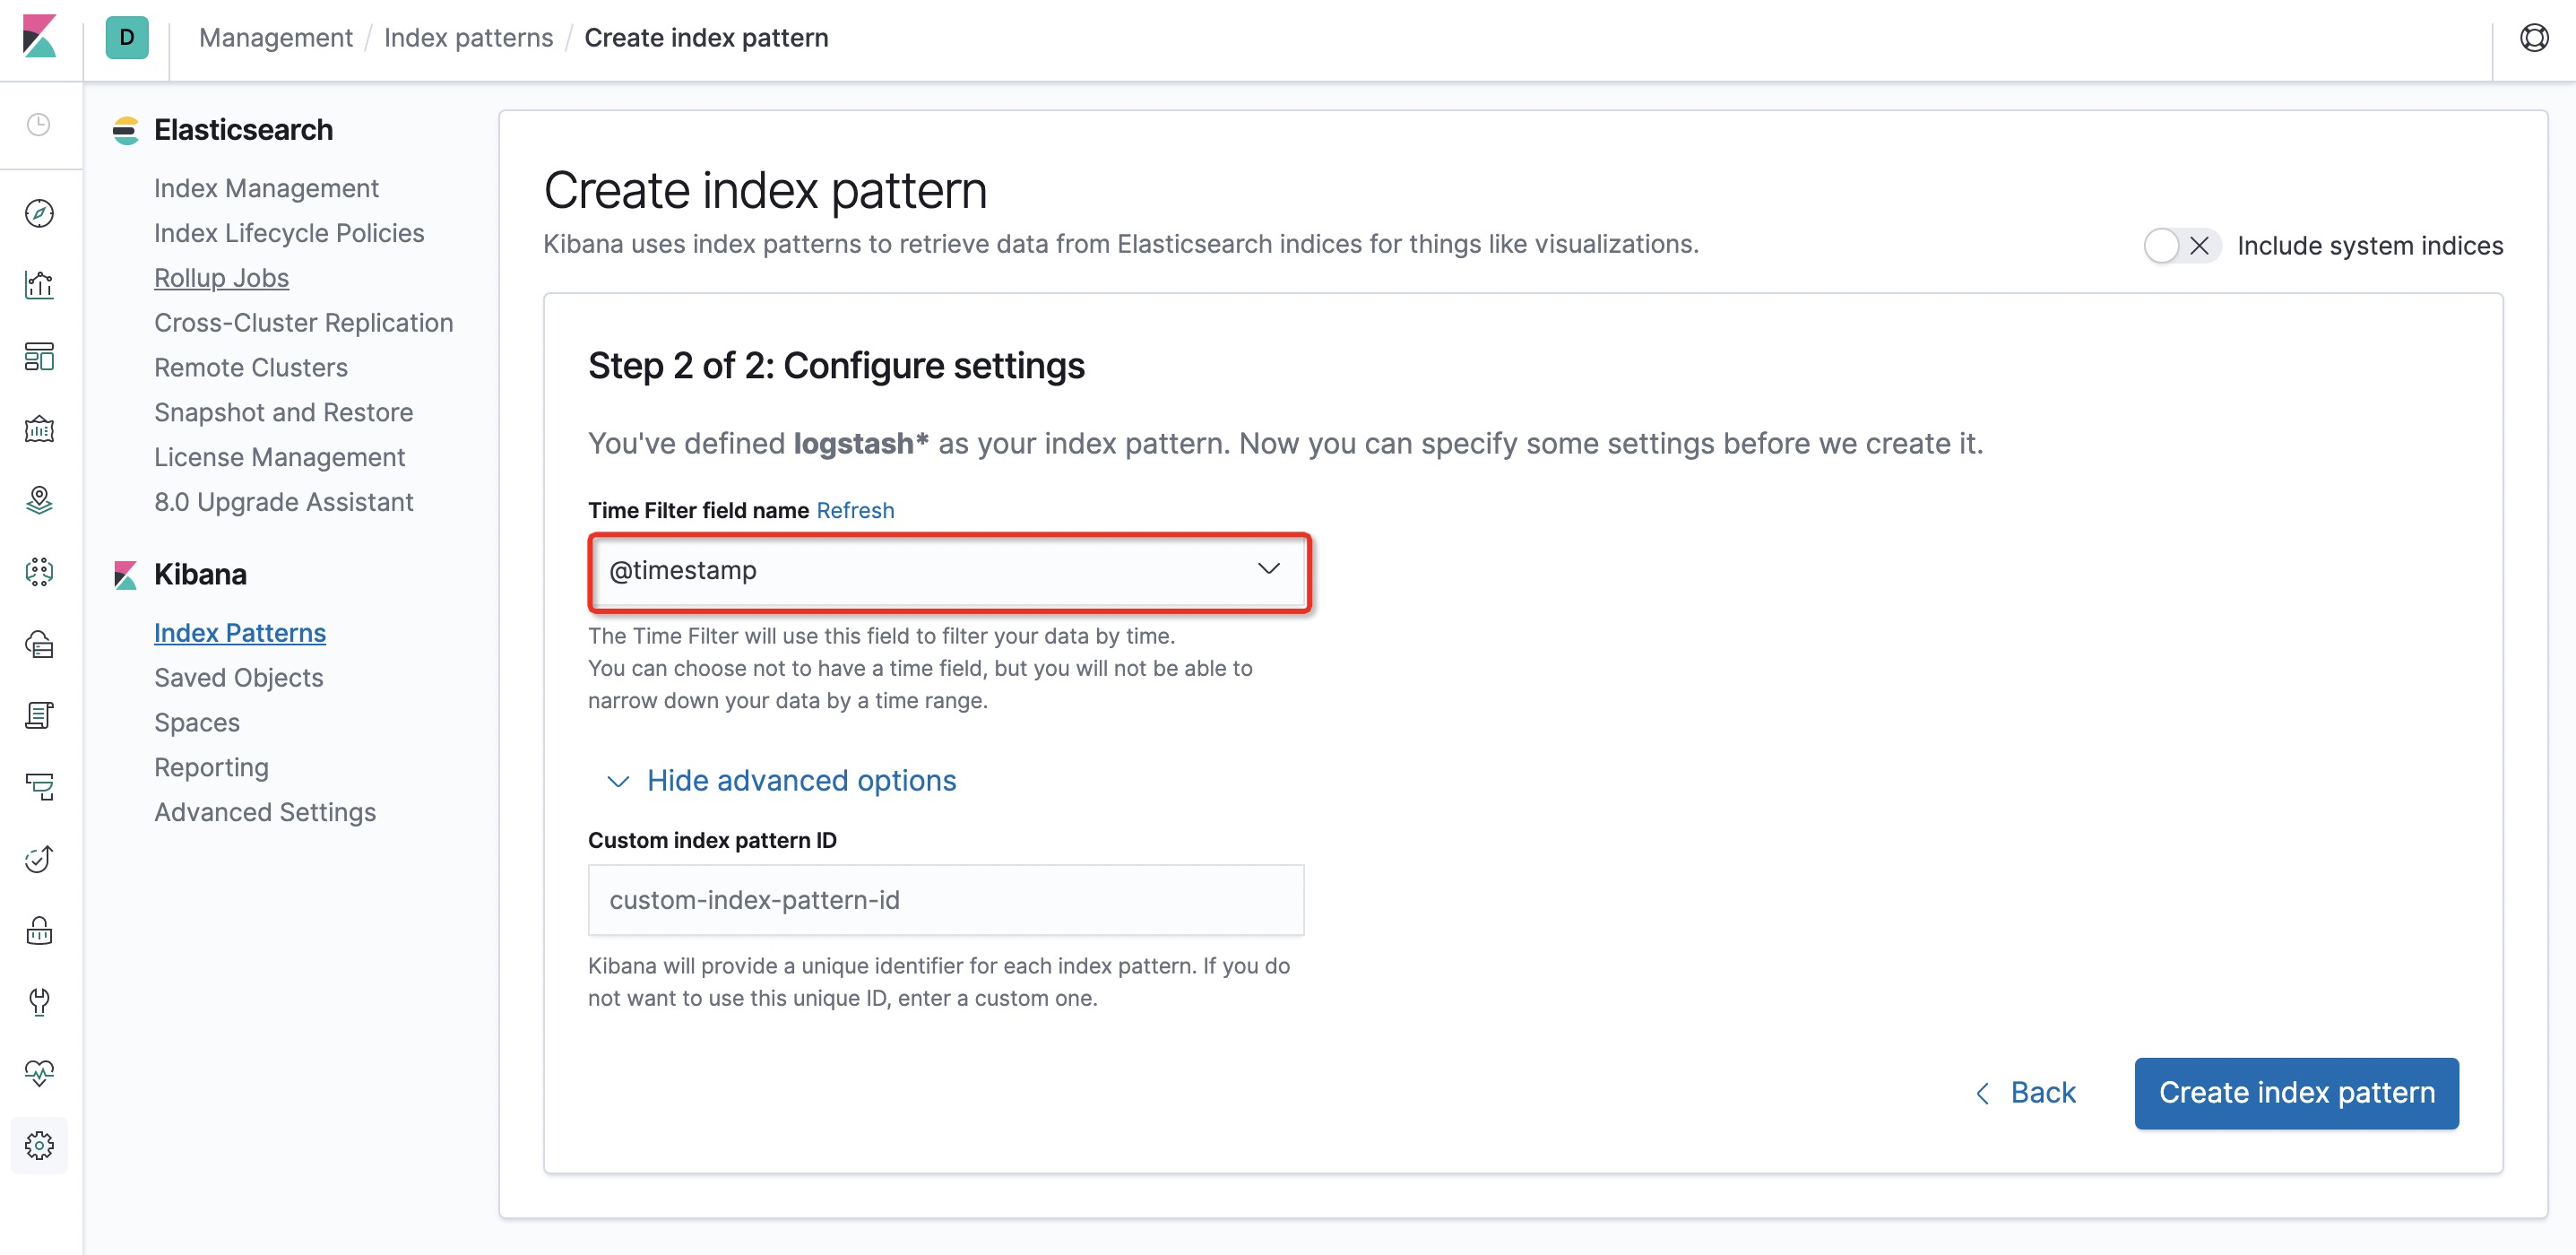 D
Management / Index patterns / Create index pattern
Elasticsearch
Index Management
Index Lifecycle Policies
Rollup Jobs
Cross-Cluster Replication
Remote Clusters
Snapshot and Restore
License Management
8.0 Upgrade Assistant
Kibana
Index Patterns
Saved Objects
Spaces
Reporting
Advanced Settings
Create index pattern
Kibana uses index patterns to retrieve data from Elasticsearch indices for things like visualizations.
Include system indices
Step 2 of 2: Configure settings
You've defined logstash* as your index pattern. Now you can specify some settings before we create it.
Time Filter field name Refresh
@timestamp
The Time Filter will use this field to filter your data by time.
You can choose not to have a time field, but you will not be able to
narrow down your data by a time range.
Hide advanced options
Custom index pattern ID
custom-index-pattern-id
Kibana will provide a unique identifier for each index pattern. If you do
not want to use this unique ID, enter a custom one.
Back
Create index pattern